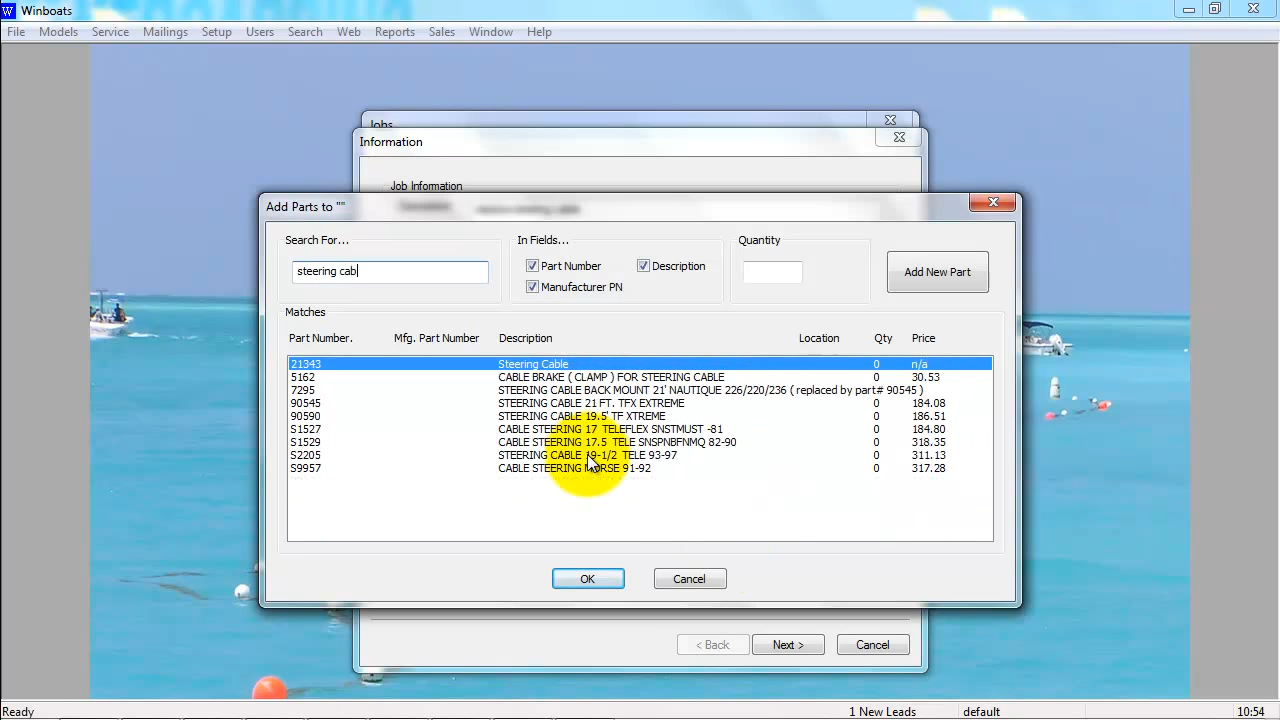 Winboats
File Models Service Mailings Setup Users Search Web Reports Sales Window Help
Jobs
Information
Job Information
Add Parts to ""
Search For...
In Fields...
Quantity
steering cab
Part Number
Description
Manufacturer PN
Add New Part
Matches
Part Number. Mfg. Part Number Description Location Qty Price
21343 Steering Cable 0 n/a
5162 CABLE BRAKE ( CLAMP ) FOR STEERING CABLE 0 30.53
7295 STEERING CABLE BACK MOUNT 21' NAUTIQUE 226/220/236 ( replaced by part# 90545 )
90545 STEERING CABLE 21 FT. TFX EXTREME 0 184.08
90590 STEERING CABLE 19.5' TF XTREME 0 186.51
S1527 CABLE STEERING 17 TELEFLEX SNSTMUST -81 0 184.80
S1529 CABLE STEERING 17.5 TELE SNSPNBFNMQ 82-90 0 318.35
S2205 STEERING CABLE 19-1/2 TELE 93-97 0 311.13
S9957 CABLE STEERING MORSE 91-92 0 317.28
OK Cancel
< Back Next > Cancel
Ready 1 New Leads default 10:54